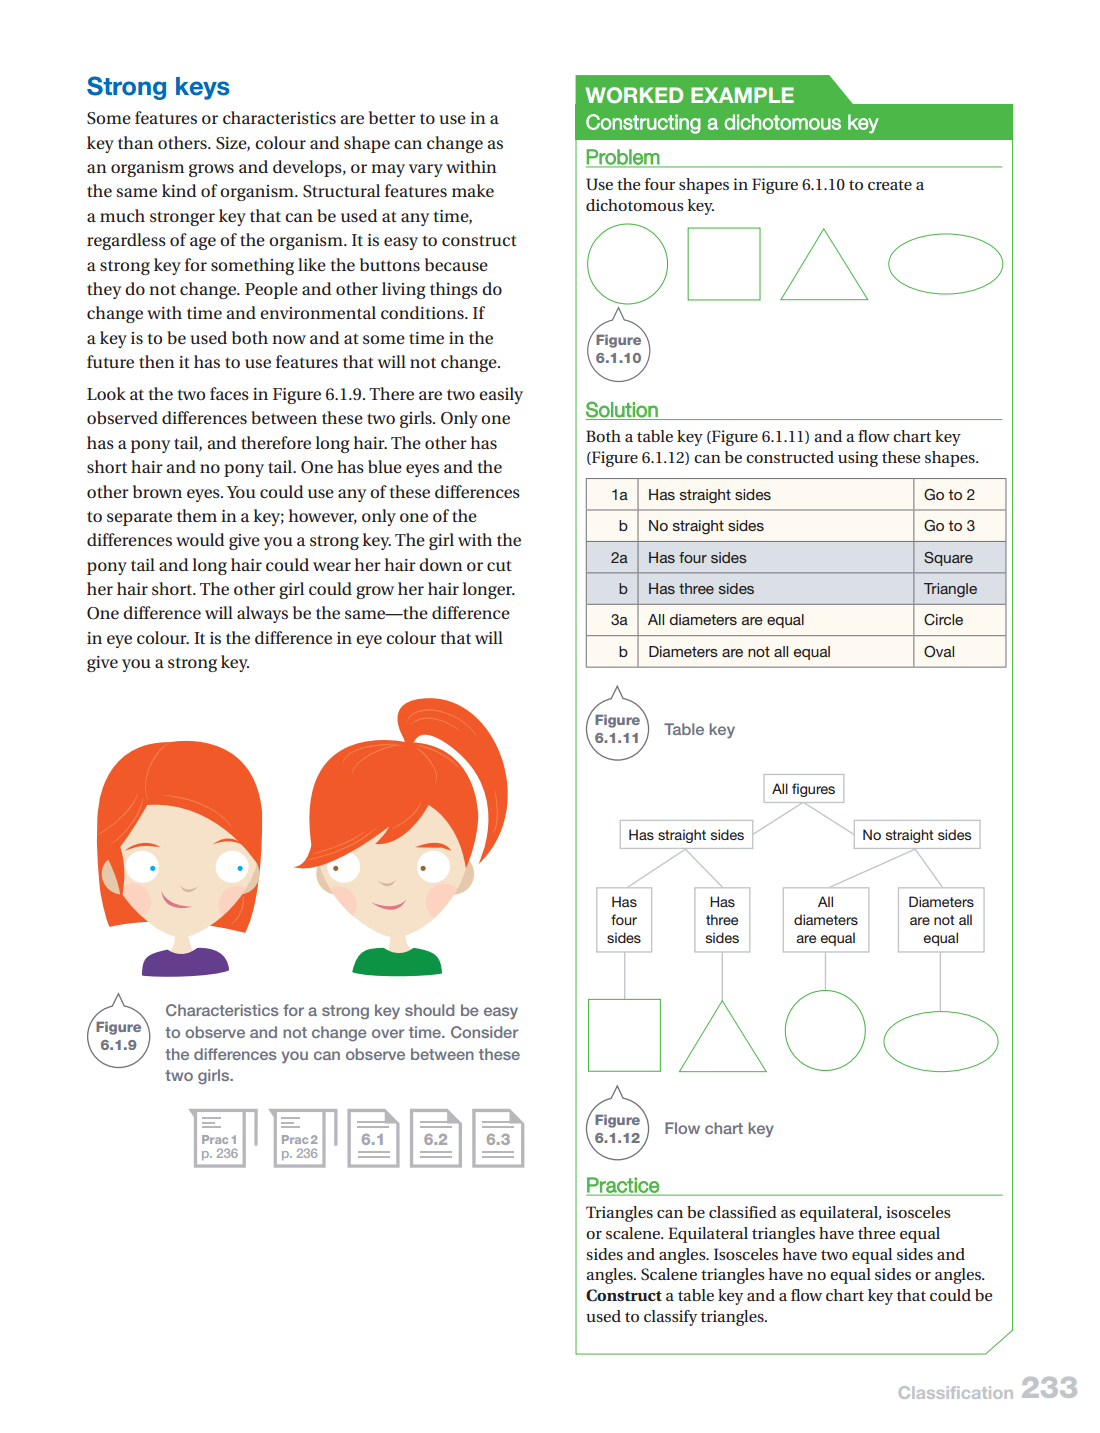 Strong keys
Some features or characteristics are better to use in a
key than others. Size, colour and shape can change as
an organism grows and develops, or may vary within
the same kind of organism. Structural features make
a much stronger key that can be used at any time,
regardless of age of the organism. It is easy to construct
a strong key for something like the buttons because
they do not change. People and other living things do
change with time and environmental conditions. If
a key is to be used both now and at some time in the
future then it has to use features that will not change.
Look at the two faces in Figure 6.1.9. There are two easily
observed differences between these two girls. Only one
has a pony tail, and therefore long hair. The other has
short hair and no pony tail. One has blue eyes and the
other brown eyes. You could use any of these differences
to separate them in a key; however, only one of the
differences would give you a strong key. The girl with the
pony tail and long hair could wear her hair down or cut
her hair short. The other girl could grow her hair longer.
One difference will always be the same—the difference
in eye colour. It is the difference in eye colour that will
give you a strong key.
Figure
6.1.9
Characteristics for a strong key should be easy
to observe and not change over time. Consider
the differences you can observe between these
two girls.
Prac 1
p. 236
Prac 2
p. 236
6.1
6.2
6.3
WORKED EXAMPLE
Constructing a dichotomous key
Problem
Use the four shapes in Figure 6.1.10 to create a
dichotomous key.
Figure
6.1.10
Solution
Both a table key (Figure 6.1.11) and a flow chart key
(Figure 6.1.12) can be constructed using these shapes.
1a Has straight sides Go to 2
b No straight sides Go to 3
2a Has four sides Square
b Has three sides Triangle
3a All diameters are equal Circle
b Diameters are not all equal Oval
Figure
6.1.11
Table key
All figures
Has straight sides
No straight sides
Has
four
sides
Has
three
sides
All
diameters
are equal
Diameters
are not all
equal
Figure
6.1.12
Flow chart key
Practice
Triangles can be classified as equilateral, isosceles
or scalene. Equilateral triangles have three equal
sides and angles. Isosceles have two equal sides and
angles. Scalene triangles have no equal sides or angles.
Construct a table key and a flow chart key that could be
used to classify triangles.
Classification 233